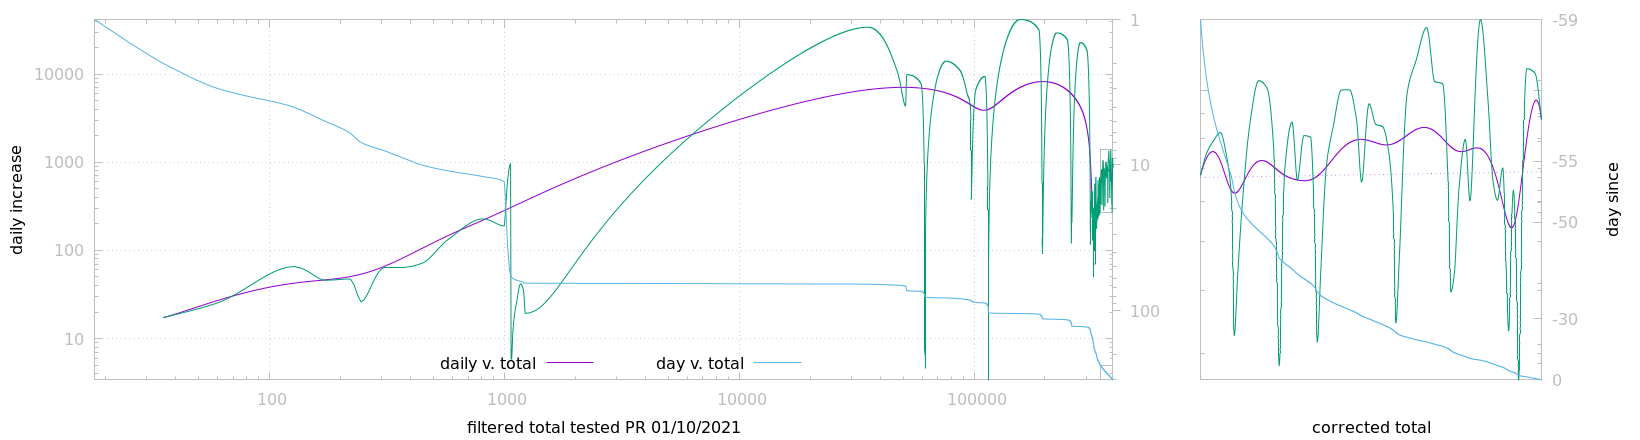 10000
1000
100
10
daily increase
1
10
100
daily v. total
day v. total
100
1000
10000
100000
filtered total tested PR 01/10/2021
-59
-55
-50
-30
0
day since
corrected total